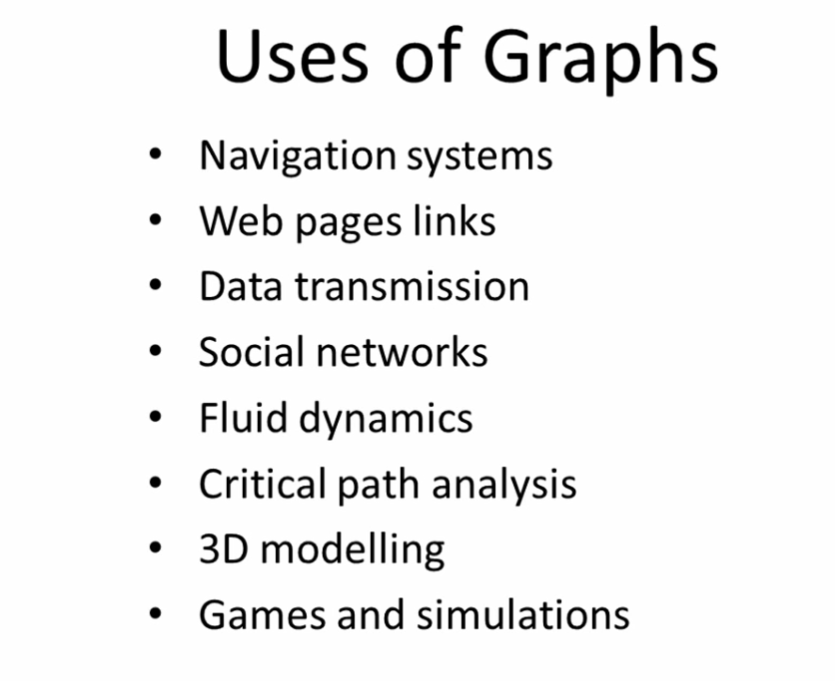 Uses of Graphs
• Navigation systems
• Web pages links
• Data transmission
• Social networks
• Fluid dynamics
• Critical path analysis
• 3D modelling
• Games and simulations